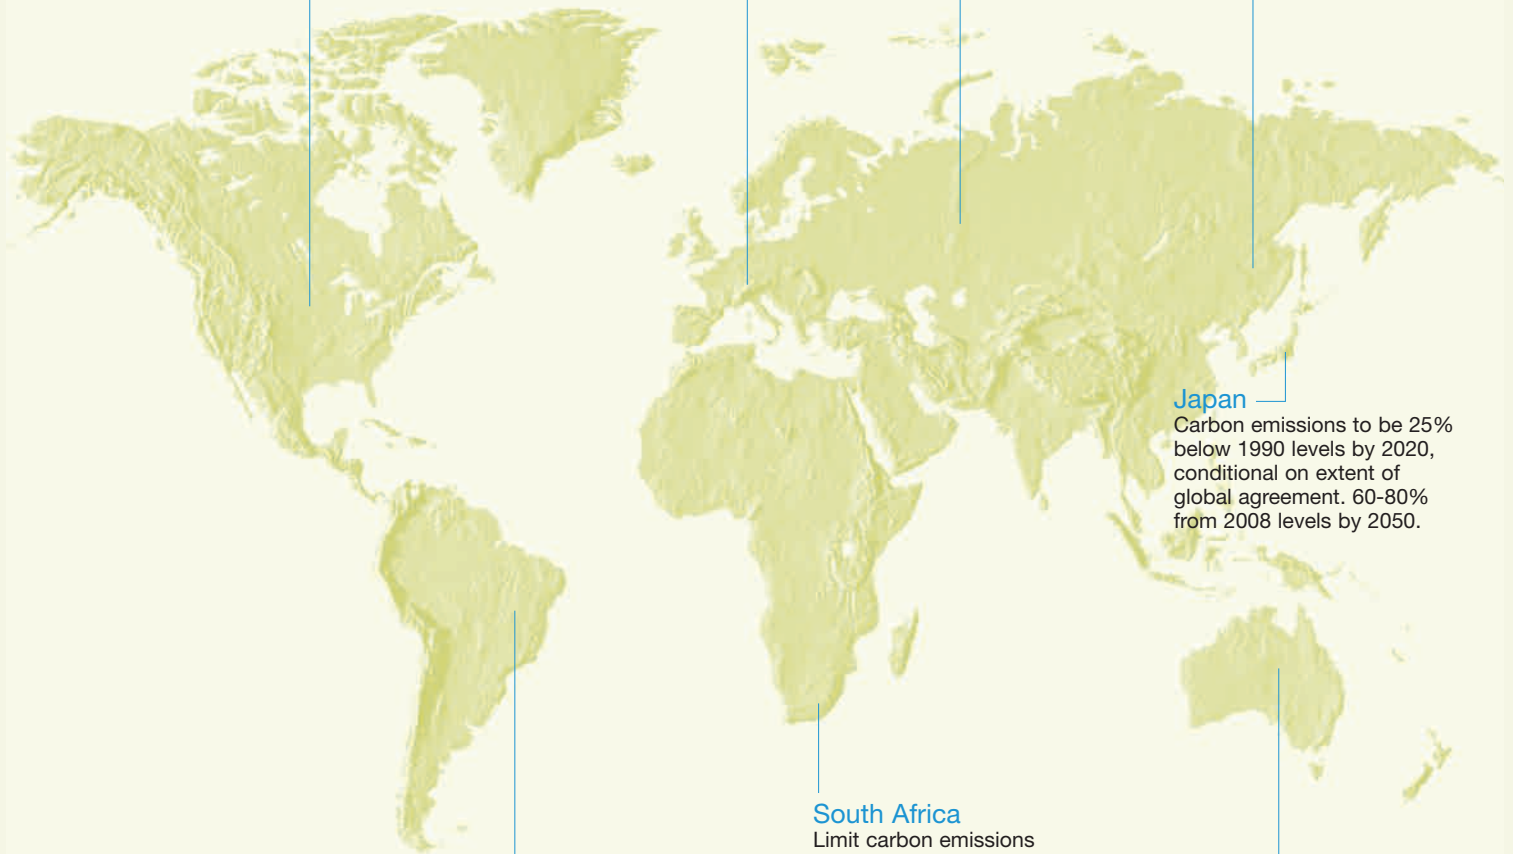 Japan
Carbon emissions to be 25%
below 1990 levels by 2020,
conditional on extent of
global agreement. 60-80%
from 2008 levels by 2050.
South Africa
Limit carbon emissions